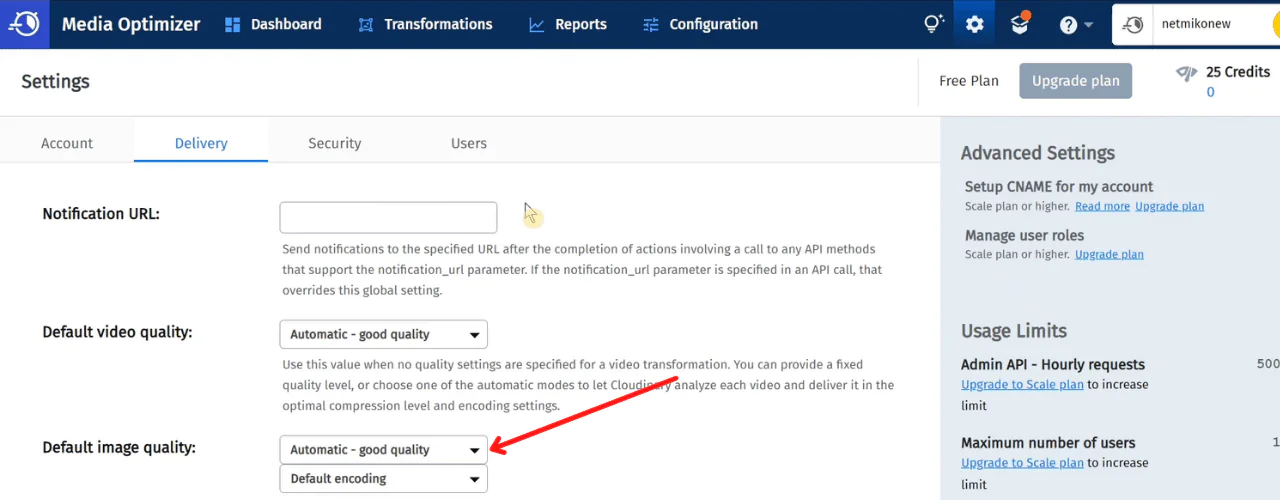 Media Optimizer Dashboard Transformations Reports Configuration netmikonew
Settings Free Plan Upgrade plan 25 Credits
0
Account Delivery Security Users
Notification URL:
Send notifications to the specified URL after the completion of actions involving a call to any API methods
that support the notification_url parameter. If the notification_url parameter is specified in an API call, that
overrides this global setting.
Default video quality: Automatic - good quality
Use this value when no quality settings are specified for a video transformation. You can provide a fixed
quality level, or choose one of the automatic modes to let Cloudinary analyze each video and deliver it in the
optimal compression level and encoding settings.
Default image quality: Automatic - good quality
Default encoding
Advanced Settings
Setup CNAME for my account
Scale plan or higher. Read more Upgrade plan
Manage user roles
Scale plan or higher. Upgrade plan
Usage Limits
Admin API - Hourly requests 500
Upgrade to Scale plan to increase
limit
Maximum number of users 1
Upgrade to Scale plan to increase
limit